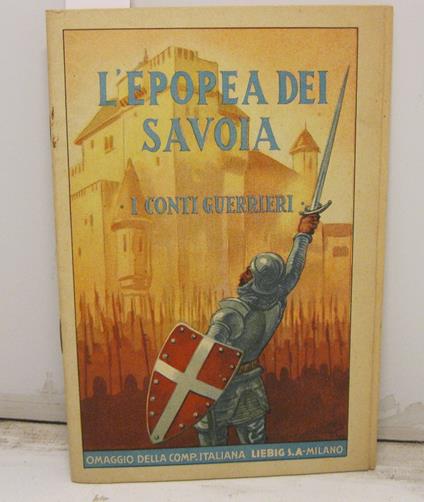 L'EPOPEA DEI
SAVOIA
· I CONTI GUERRIERI ·
OMAGGIO DELLA COMP. ITALIANA LIEBIG S.A-MILANO